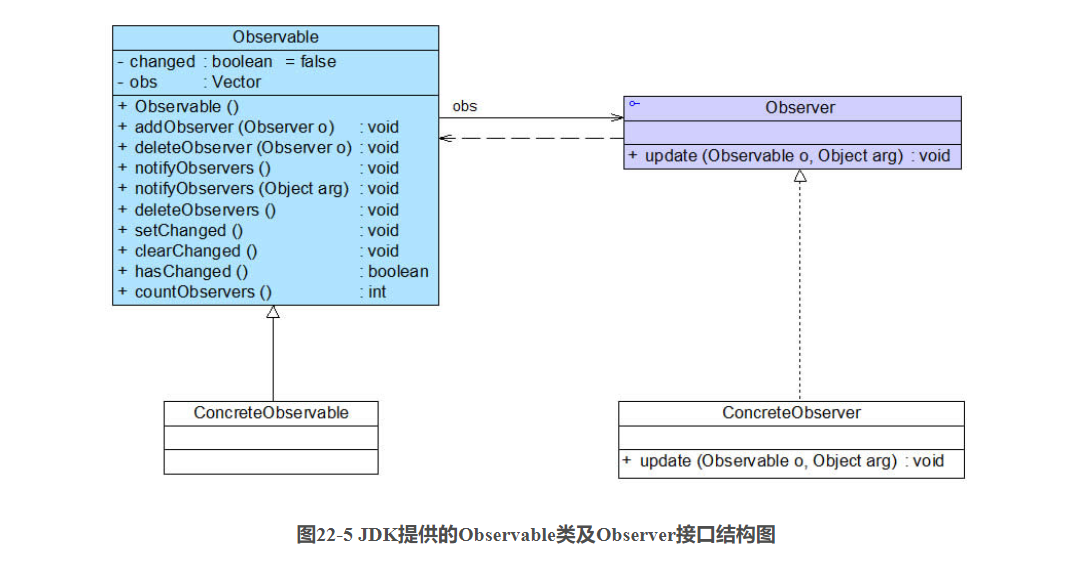 Observable
- changed : boolean = false
- obs : Vector
+ Observable ()
+ addObserver (Observer o) : void
+ deleteObserver (Observer o) : void
+ notifyObservers () : void
+ notifyObservers (Object arg) : void
+ deleteObservers () : void
+ setChanged () : void
+ clearChanged () : void
+ hasChanged () : boolean
+ countObservers () : int
obs
Observer
+ update (Observable o, Object arg) : void
ConcreteObservable
ConcreteObserver
+ update (Observable o, Object arg) : void
图22-5 JDK提供的Observable类及Observer接口结构图